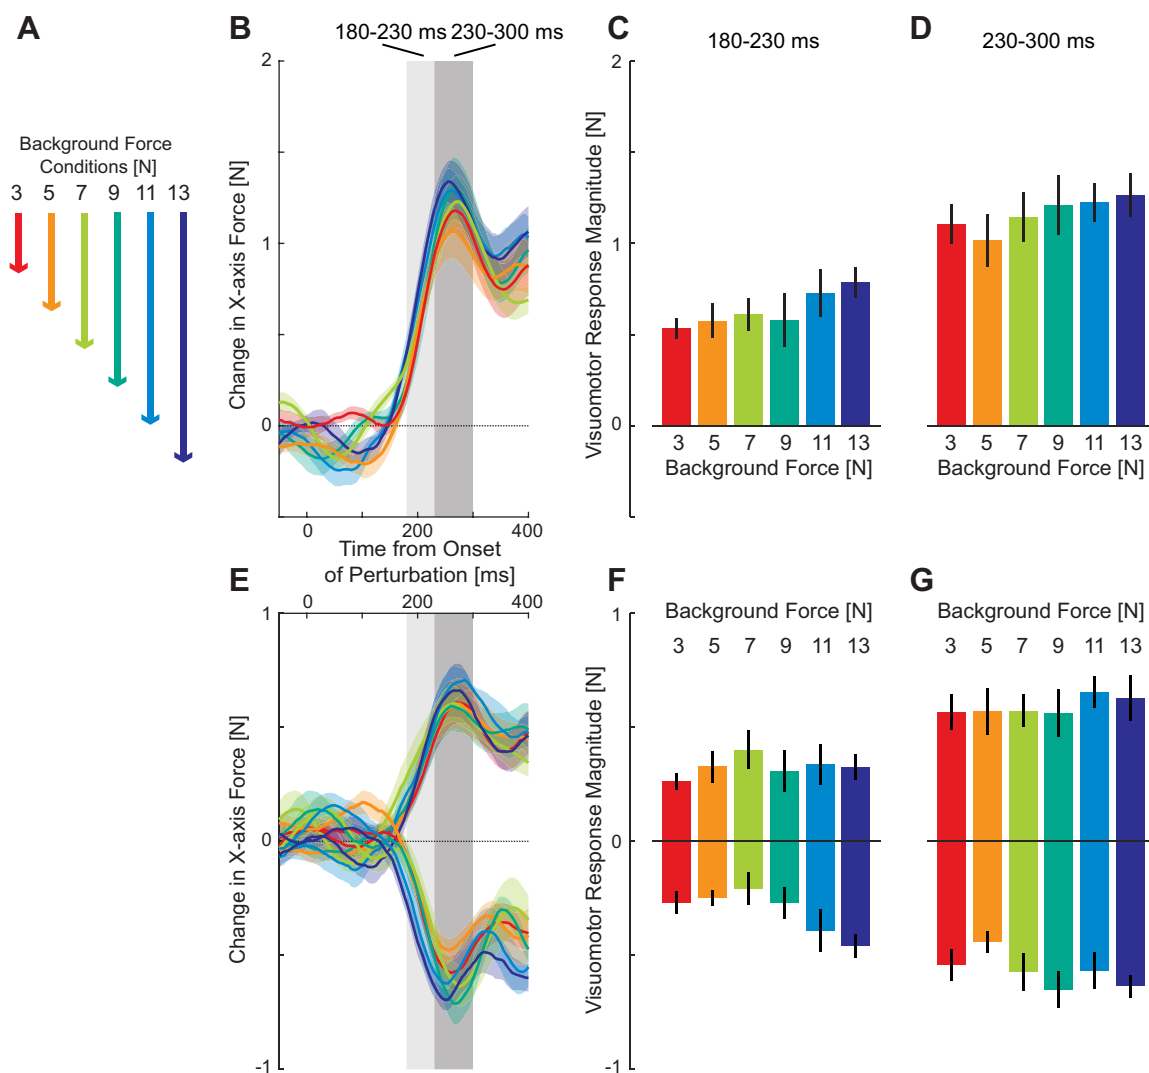 A
Background Force
Conditions [N]
3 5 7 9 11 13
B
180-230 ms 230-300 ms
2
1
0
Change in X-axis Force [N]
0 200 400
Time from Onset
of Perturbation [ms]
C
180-230 ms
2
1
0
Visuomotor Response Magnitude [N]
3 5 7 9 11 13
Background Force [N]
D
230-300 ms
3 5 7 9 11 13
Background Force [N]
E
0 200 400
1
0
-1
Change in X-axis Force [N]
F
Background Force [N]
3 5 7 9 11 13
1
0
-1
Visuomotor Response Magnitude [N]
G
Background Force [N]
3 5 7 9 11 13